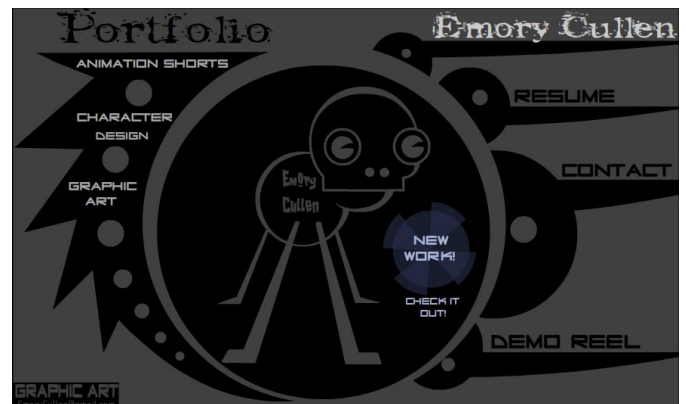 Portfolio
Emory Cullen
ANIMATION SHORTS
CHARACTER
DESIGN
GRAPHIC
ART
RESUME
CONTACT
Emory
Cullen
NEW
WORK!
CHECK IT
OUT!
DEMO REEL
GRAPHIC ART